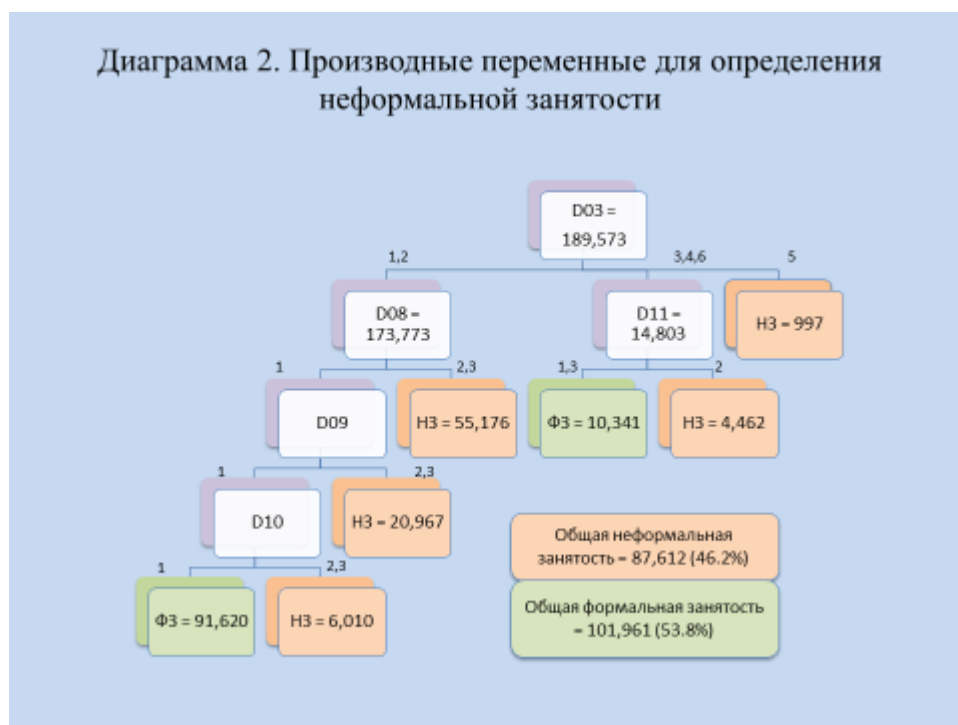 Диаграмма 2. Производные переменные для определения
неформальной занятости
D03 =
189,573
1,2
3,4,6
5
D08 =
173,773
D11 =
14,803
НЗ = 997
1
2,3
1,3
2
D09
НЗ = 55,176
ФЗ = 10,341
НЗ = 4,462
1
2,3
D10
НЗ = 20,967
Общая неформальная
занятость = 87,612 (46.2%)
1
2,3
ФЗ = 91,620
НЗ = 6,010
Общая формальная занятость
= 101,961 (53.8%)